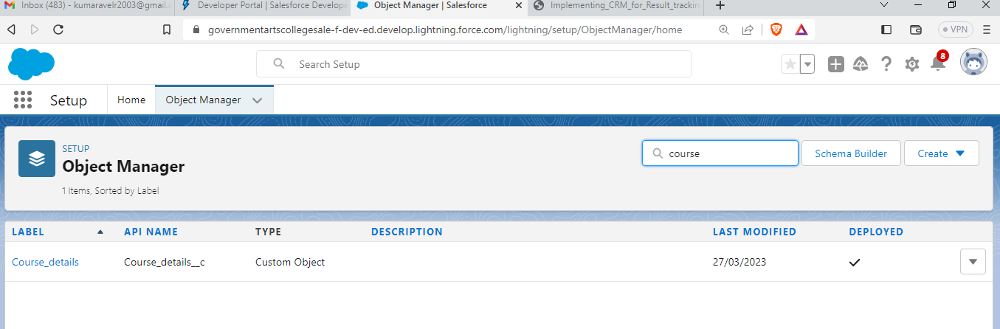 Inbox (483) - kumaravelr2003@gmail.c
Developer Portal | Salesforce Develope
Object Manager | Salesforce
Implementing_CRM_for_Result_trackin
governmentartscollegesale-f-dev-ed.develop.lightning.force.com/lightning/setup/ObjectManager/home
VPN
Search Setup
8
Setup
Home
Object Manager
SETUP
Object Manager
1 Items, Sorted by Label
course
Schema Builder
Create
LABEL API NAME TYPE DESCRIPTION LAST MODIFIED DEPLOYED
Course_details Course_details__c Custom Object 27/03/2023